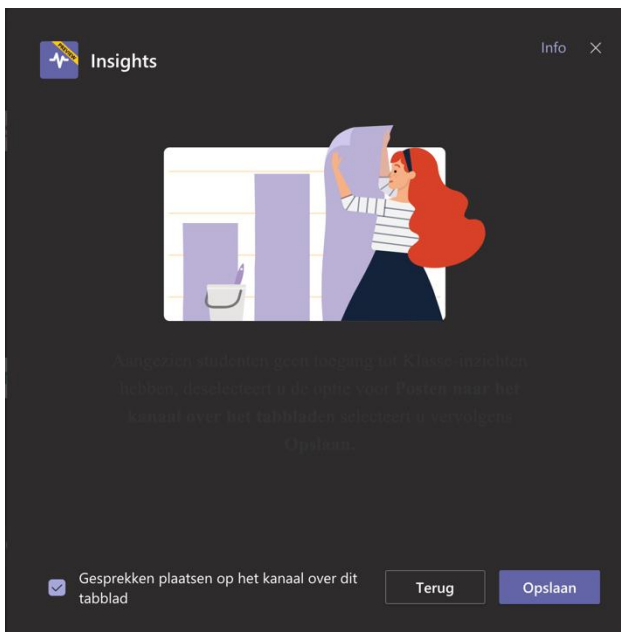 PREVIEW
Insights
Info
Aangezien studenten geen toegang tot Klasse-inzichten
hebben, deselecteert u de optie voor Posten naar het
kanaal over het tabbladen selecteert u vervolgens
Opslaan.
Gesprekken plaatsen op het kanaal over dit
tabblad
Terug
Opslaan